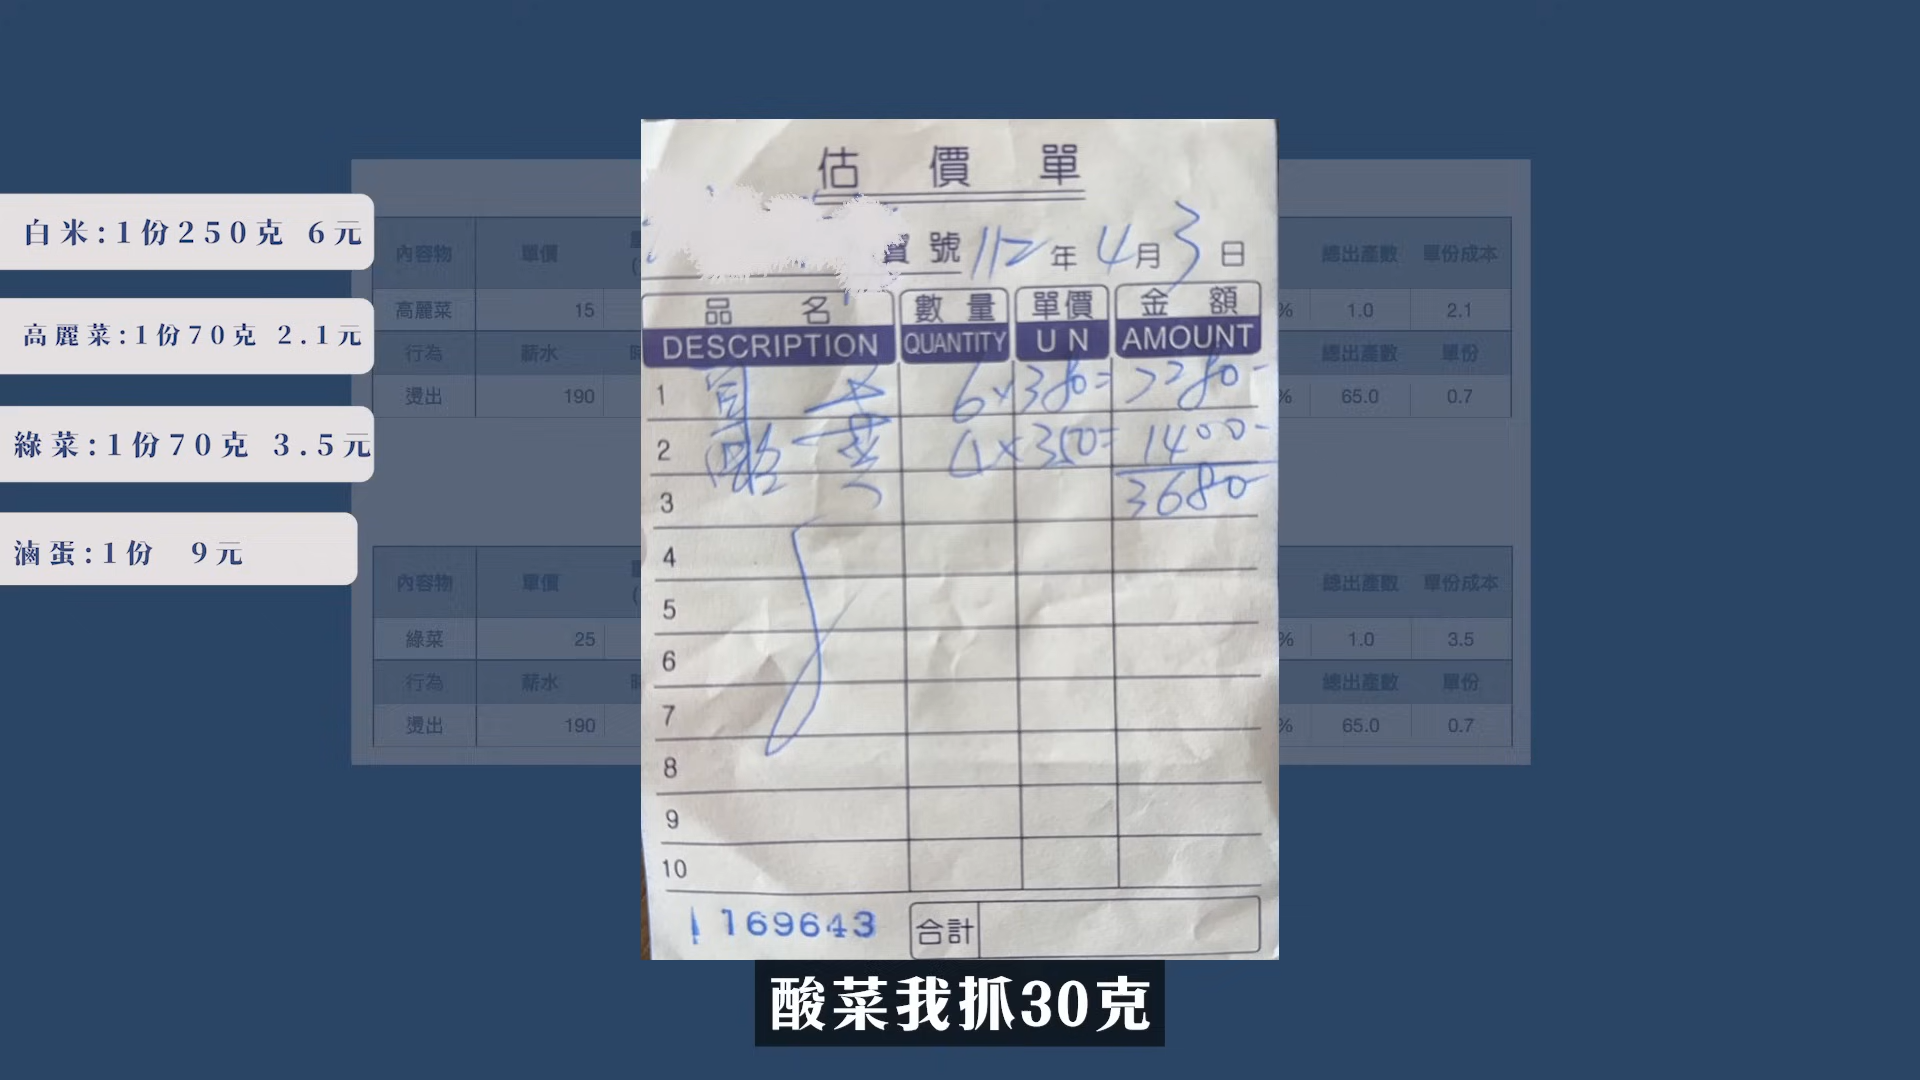 白米:1份250克 6元
高麗菜:1份70克 2.1元
綠菜:1份70克 3.5元
滷蛋:1份 9元
內容物 單價 總出產數 單份成本
高麗菜 15 % 1.0 2.1
行為 薪水 總出產數 單份
燙出 190 % 65.0 0.7
內容物 單價 總出產數 單份成本
綠菜 25 % 1.0 3.5
行為 薪水 總出產數 單份
燙出 190 % 65.0 0.7
估價單
寶號 112年4月3日
品名 數量 單價 金額
DESCRIPTION QUANTITY U N AMOUNT
1 6×380= 2280-
2 酸菜 4×350= 1400-
3 3680-
4
5
6
7
8
9
10
169643 合計
酸菜我抓30克